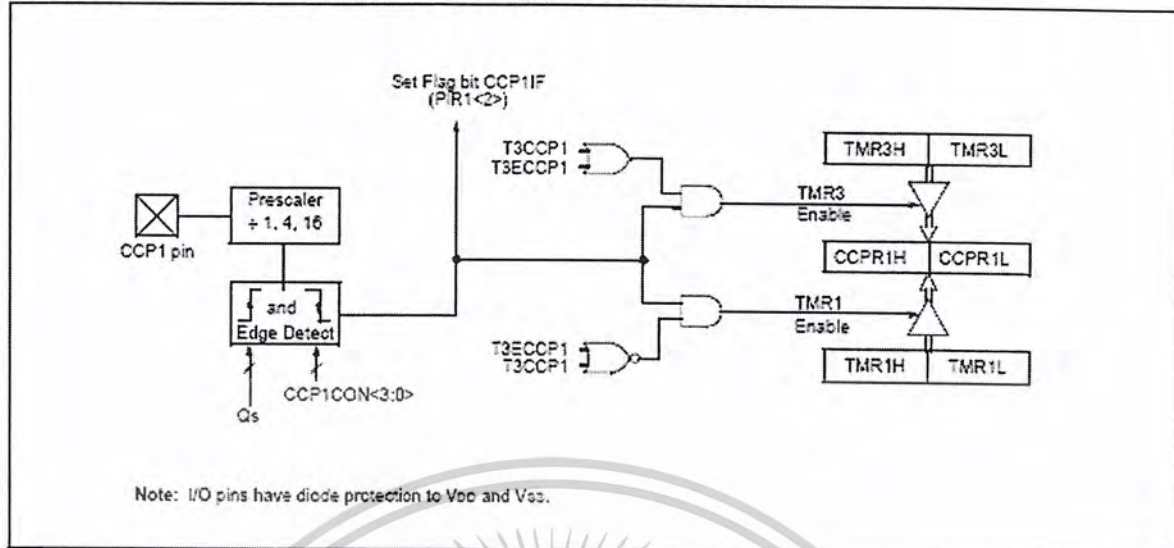 Set Flag bit CCP1IF
(PIR1<2>)
T3CCP1
T3ECCP1
TMR3H TMR3L
Prescaler
÷ 1, 4, 16
TMR3
Enable
CCP1 pin
CCPR1H CCPR1L
and
Edge Detect
TMR1
Enable
T3ECCP1
T3CCP1
TMR1H TMR1L
CCP1CON<3:0>
Qs
Note: I/O pins have diode protection to VDD and VSS.